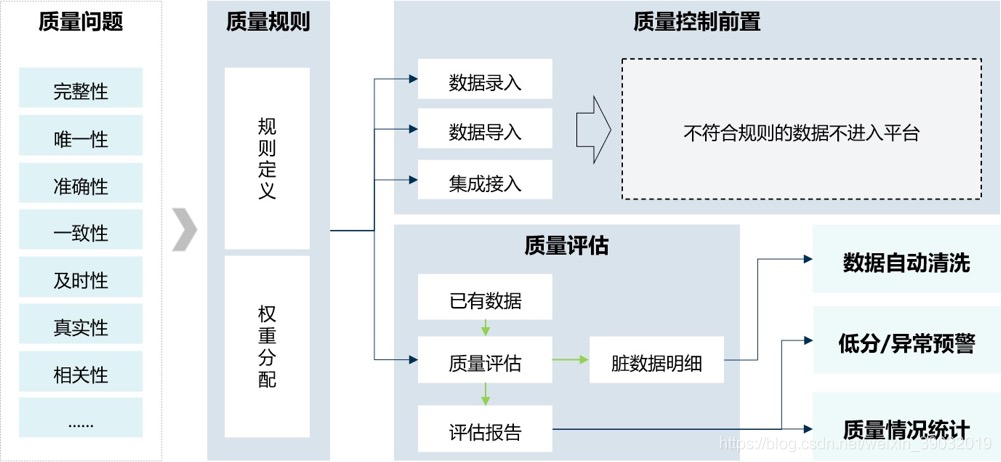 质量问题
完整性
唯一性
准确性
一致性
及时性
真实性
相关性
......
质量规则
规则定义
权重分配
质量控制前置
数据录入
数据导入
集成接入
不符合规则的数据不进入平台
质量评估
已有数据
质量评估
脏数据明细
评估报告
数据自动清洗
低分/异常预警
质量情况统计
https://blog.csdn.net/weixin_39032019